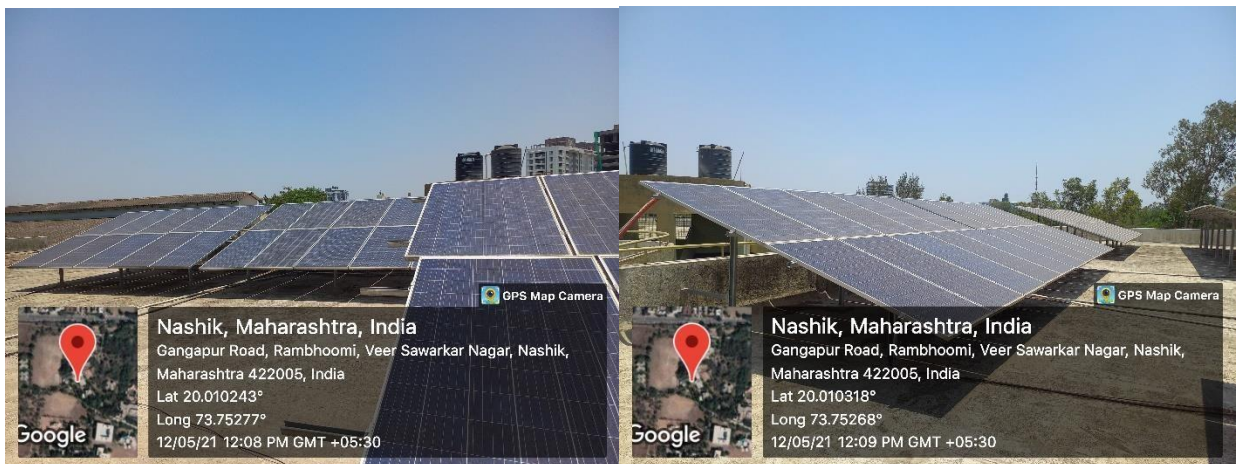 GPS Map Camera
Nashik, Maharashtra, India
Gangapur Road, Rambhoomi, Veer Sawarkar Nagar, Nashik,
Maharashtra 422005, India
Lat 20.010243°
Long 73.75277°
12/05/21 12:08 PM GMT +05:30
Google
GPS Map Camera
Nashik, Maharashtra, India
Gangapur Road, Rambhoomi, Veer Sawarkar Nagar, Nashik,
Maharashtra 422005, India
Lat 20.010318°
Long 73.75268°
12/05/21 12:09 PM GMT +05:30
Google